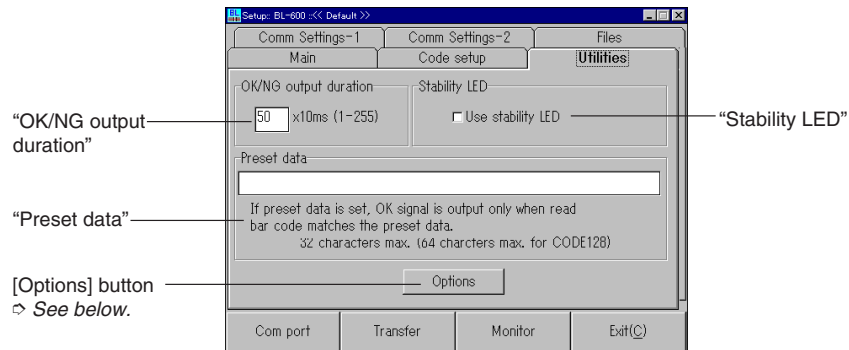 Setup:: BL-600 ::<< Default >>
Comm Settings-1 Comm Settings-2 Files
Main Code setup Utilities
OK/NG output duration Stability LED
50 x10ms (1-255) Use stability LED
“OK/NG output
duration”
“Stability LED”
Preset data
“Preset data”
If preset data is set, OK signal is output only when read
bar code matches the preset data.
32 characters max. (64 charcters max. for CODE128)
[Options] button
➩ See below.
Options
Com port Transfer Monitor Exit(C)